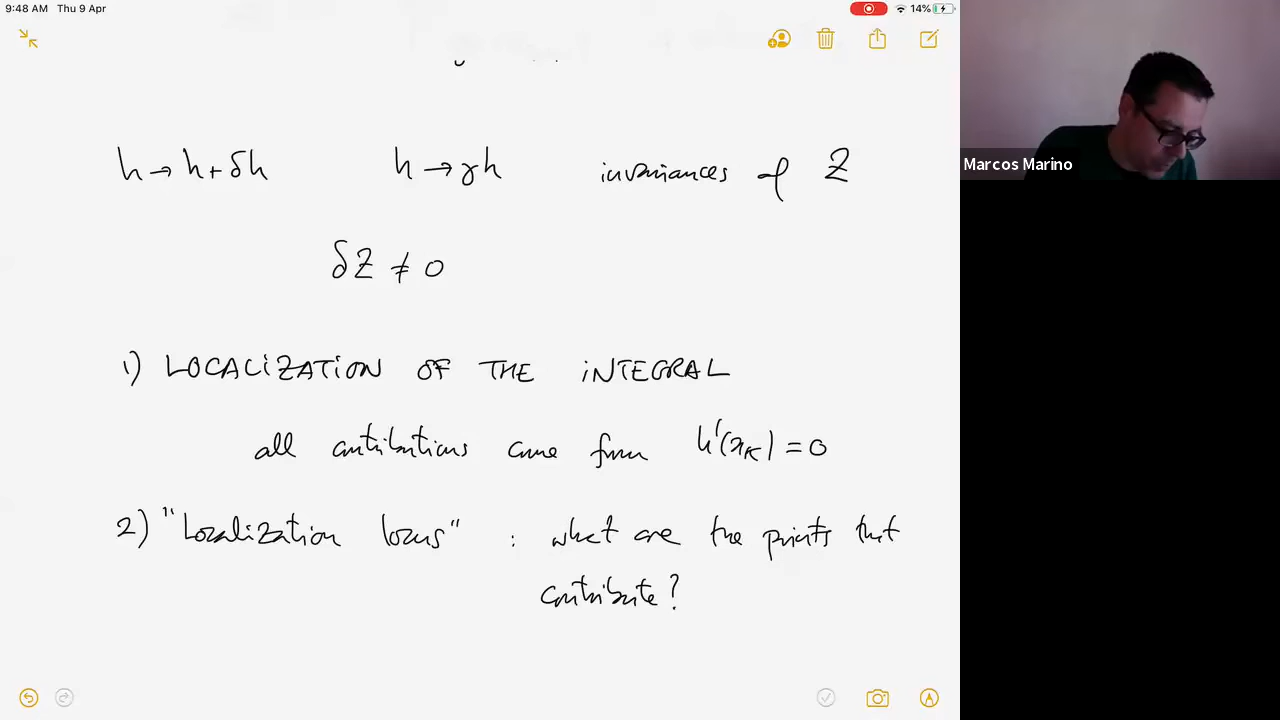 9:48 AM Thu 9 Apr
14%
Marcos Marino
h → h + δh h → γh invariances of Z
δZ ≠ 0
1) LOCALIZATION OF THE INTEGRAL
all contributions come from h'(x_k) = 0
2) "Localization locus" : what are the points that
contribute?